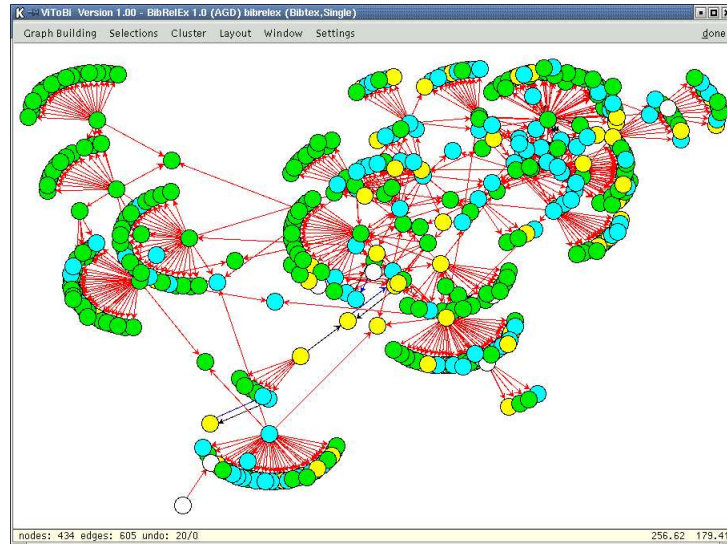 K ViToBi Version 1.00 - BibRelEx 1.0 (AGD) bibrelex (Bibtex,Single)
Graph Building Selections Cluster Layout Window Settings done
nodes: 434 edges: 605 undo: 20/0 256.62 179.41